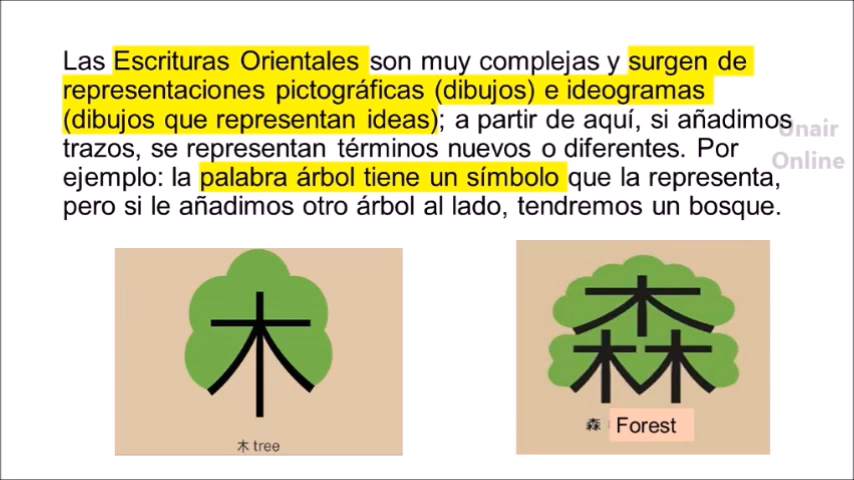 Las Escrituras Orientales son muy complejas y surgen de
representaciones pictográficas (dibujos) e ideogramas
(dibujos que representan ideas); a partir de aquí, si añadimos
trazos, se representan términos nuevos o diferentes. Por
ejemplo: la palabra árbol tiene un símbolo que la representa,
pero si le añadimos otro árbol al lado, tendremos un bosque.
Unair
Online
木
木 tree
森
森 Forest